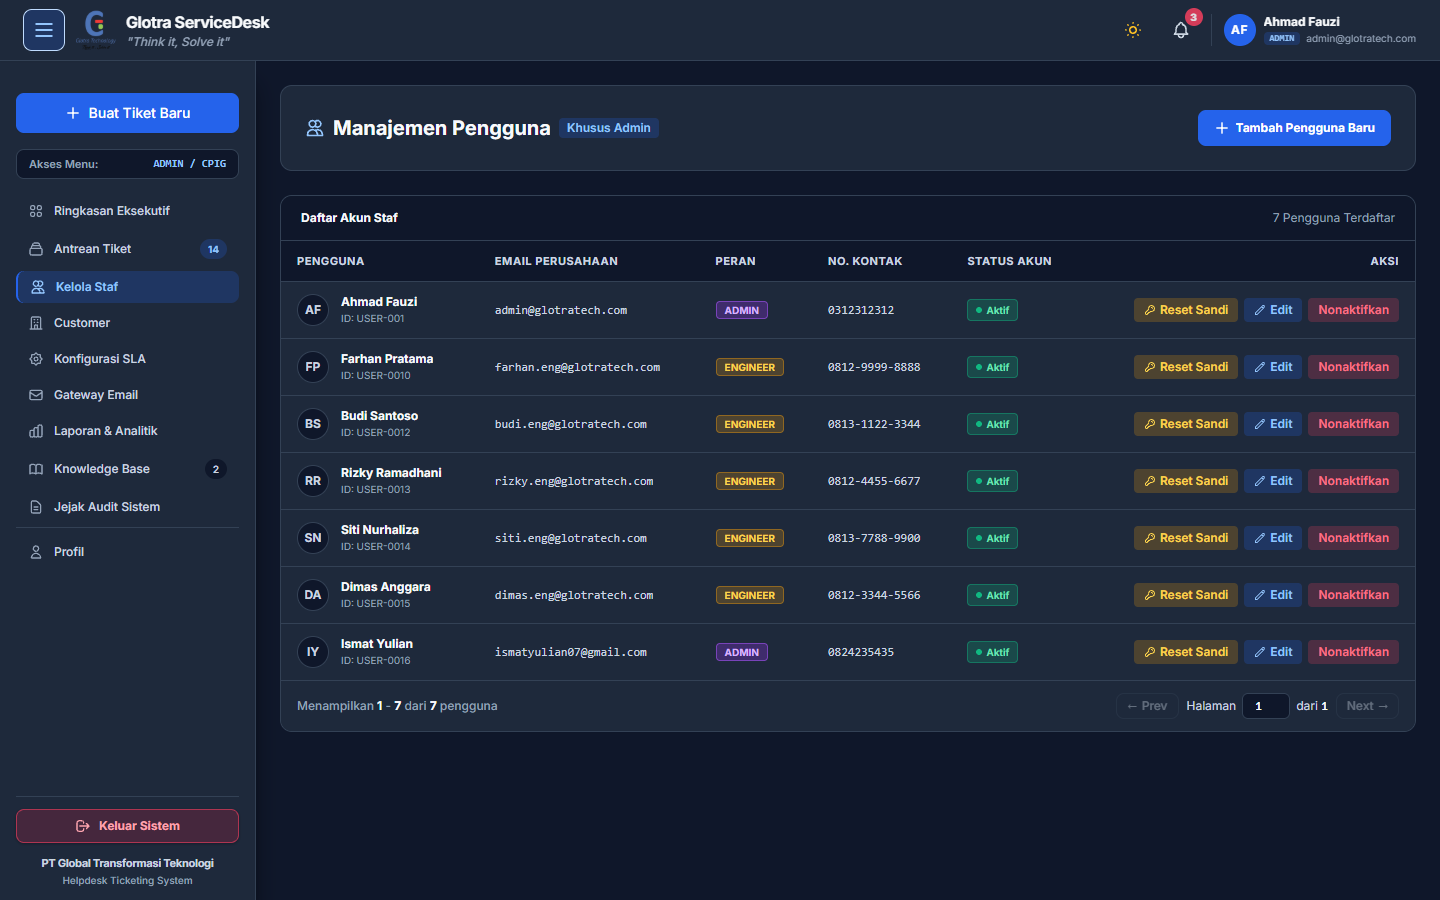 Glotra ServiceDesk
"Think it, Solve it"
3
AF
Ahmad Fauzi
ADMIN admin@glotratech.com
+ Buat Tiket Baru
Akses Menu: ADMIN / CPIG
Ringkasan Eksekutif
Antrean Tiket 14
Kelola Staf
Customer
Konfigurasi SLA
Gateway Email
Laporan & Analitik
Knowledge Base 2
Jejak Audit Sistem
Profil
Keluar Sistem
PT Global Transformasi Teknologi
Helpdesk Ticketing System
Manajemen Pengguna Khusus Admin
+ Tambah Pengguna Baru
Daftar Akun Staf 7 Pengguna Terdaftar
PENGGUNA EMAIL PERUSAHAAN PERAN NO. KONTAK STATUS AKUN AKSI
AF Ahmad Fauzi admin@glotratech.com ADMIN 0312312312 Aktif Reset Sandi Edit Nonaktifkan
ID: USER-001
FP Farhan Pratama farhan.eng@glotratech.com ENGINEER 0812-9999-8888 Aktif Reset Sandi Edit Nonaktifkan
ID: USER-0010
BS Budi Santoso budi.eng@glotratech.com ENGINEER 0813-1122-3344 Aktif Reset Sandi Edit Nonaktifkan
ID: USER-0012
RR Rizky Ramadhani rizky.eng@glotratech.com ENGINEER 0812-4455-6677 Aktif Reset Sandi Edit Nonaktifkan
ID: USER-0013
SN Siti Nurhaliza siti.eng@glotratech.com ENGINEER 0813-7788-9900 Aktif Reset Sandi Edit Nonaktifkan
ID: USER-0014
DA Dimas Anggara dimas.eng@glotratech.com ENGINEER 0812-3344-5566 Aktif Reset Sandi Edit Nonaktifkan
ID: USER-0015
IY Ismat Yulian ismatyulian07@gmail.com ADMIN 0824235435 Aktif Reset Sandi Edit Nonaktifkan
ID: USER-0016
Menampilkan 1 - 7 dari 7 pengguna
← Prev Halaman 1 dari 1 Next →